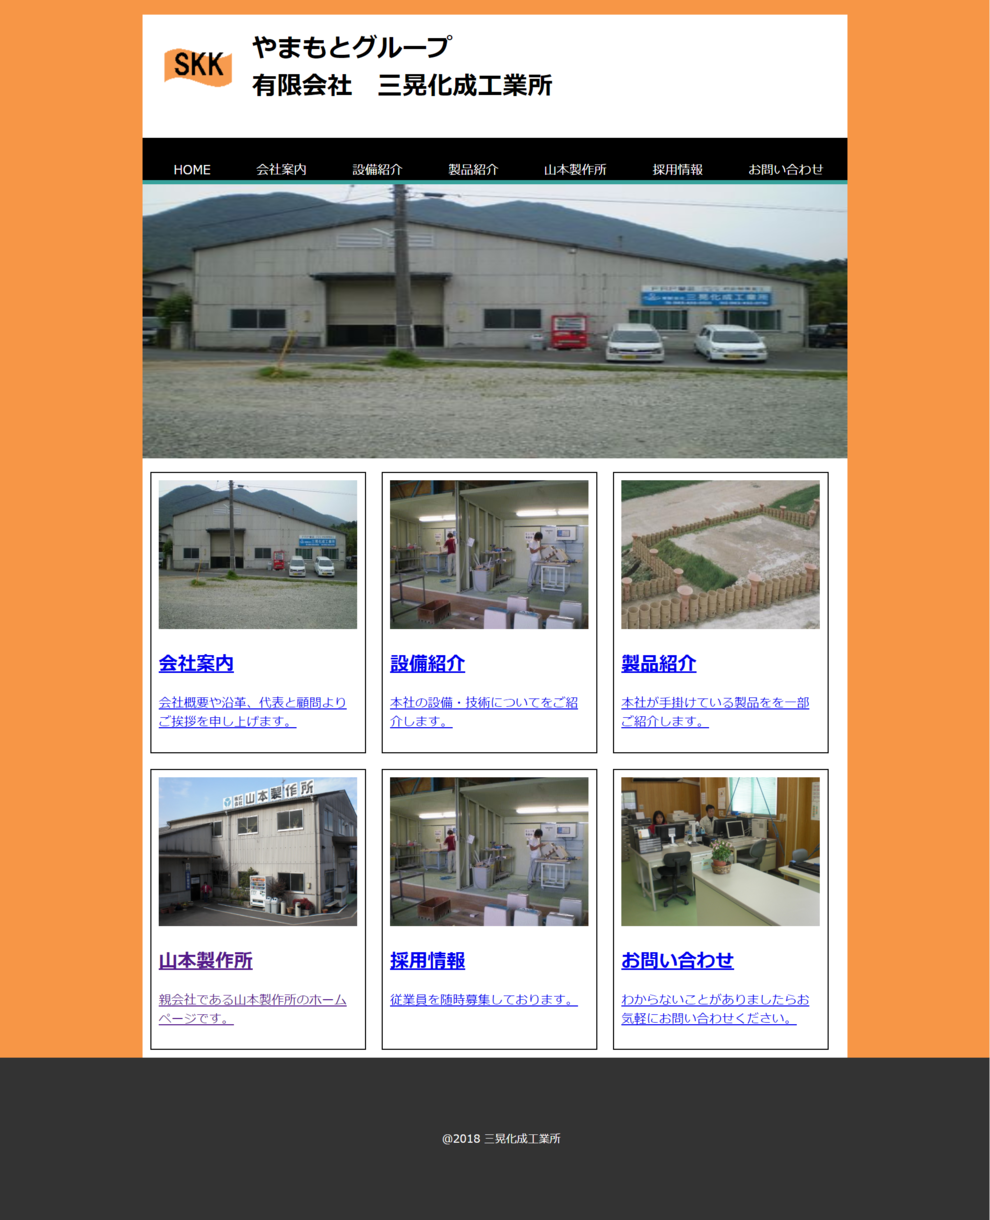 SKK
やまもとグループ
有限会社　三晃化成工業所
HOME 会社案内 設備紹介 製品紹介 山本製作所 採用情報 お問い合わせ
三晃化成工業所
会社案内
会社概要や沿革、代表と顧問より
ご挨拶を申し上げます。
設備紹介
本社の設備・技術についてをご紹
介します。
製品紹介
本社が手掛けている製品をを一部
ご紹介します。
山本製作所
山本製作所
親会社である山本製作所のホーム
ページです。
採用情報
従業員を随時募集しております。
お問い合わせ
わからないことがありましたらお
気軽にお問い合わせください。
@2018 三晃化成工業所